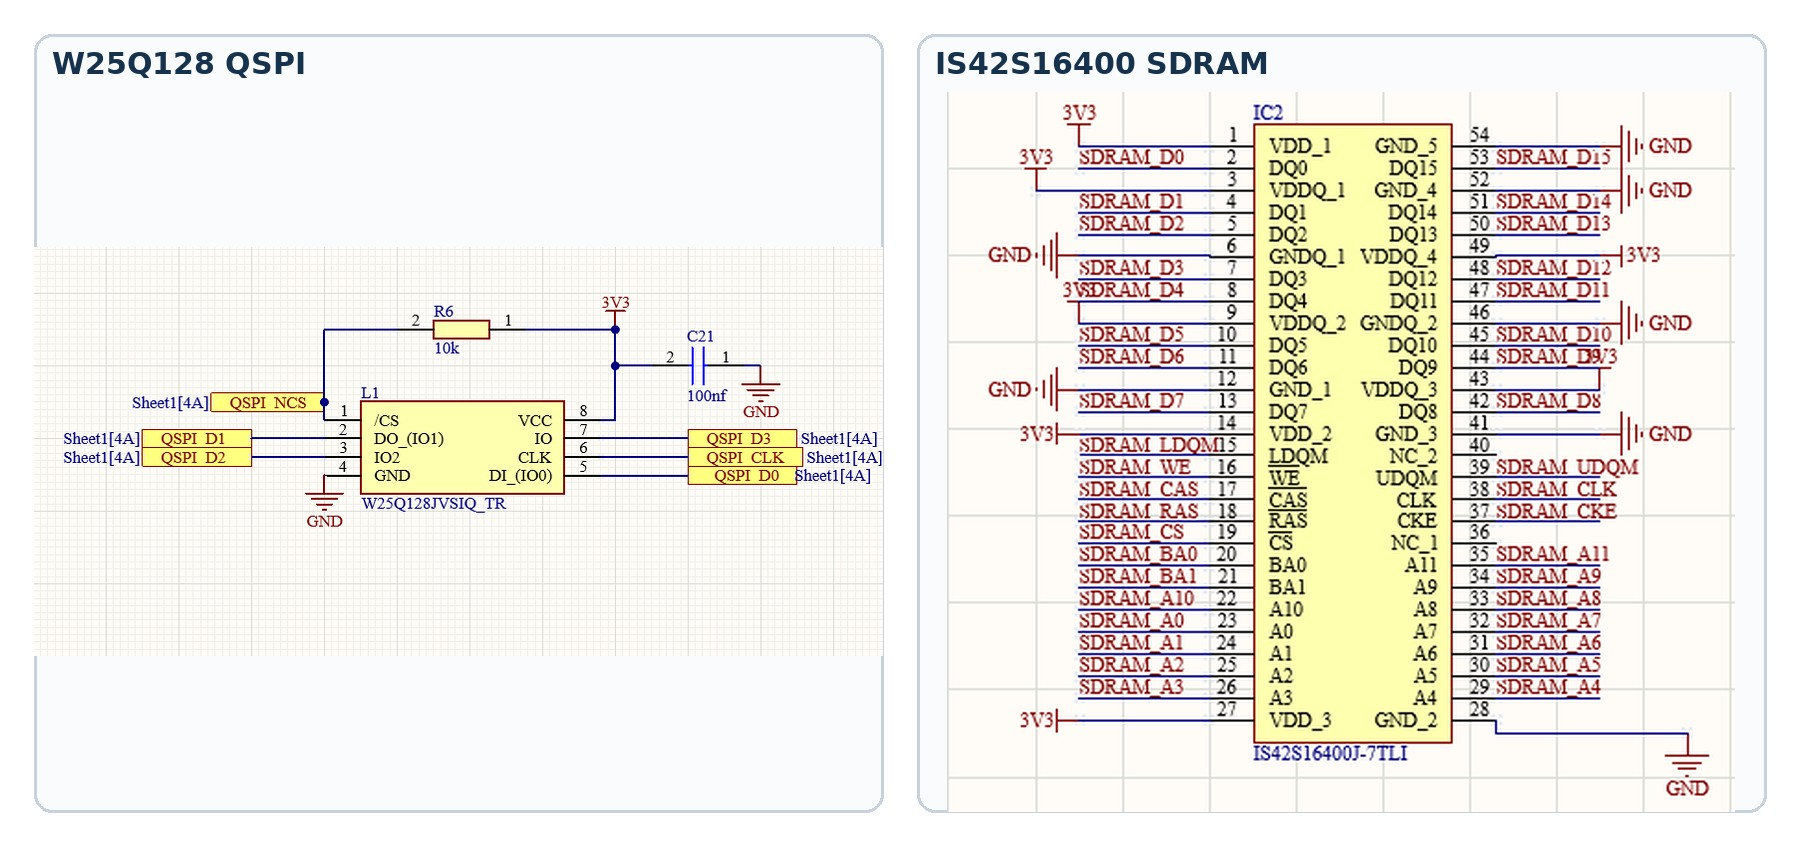 W25Q128 QSPI
R6
2 1
10k
3V3
C21
2 1
100nf
GND
Sheet1[4A] QSPI_NCS
L1
1 /CS VCC 8
Sheet1[4A] QSPI_D1 2 DO_(IO1) IO 7 QSPI_D3 Sheet1[4A]
Sheet1[4A] QSPI_D2 3 IO2 CLK 6 QSPI_CLK Sheet1[4A]
4 GND DI_(IO0) 5 QSPI_D0 Sheet1[4A]
GND
W25Q128JVSIQ_TR
IS42S16400 SDRAM
IC2
3V3 1 VDD_1 GND_5 54 GND
SDRAM_D0 2 DQ0 DQ15 53 SDRAM_D15
3V3 3 VDDQ_1 GND_4 52 GND
SDRAM_D1 4 DQ1 DQ14 51 SDRAM_D14
SDRAM_D2 5 DQ2 DQ13 50 SDRAM_D13
GND 6 GNDQ_1 VDDQ_4 49 3V3
SDRAM_D3 7 DQ3 DQ12 48 SDRAM_D12
SDRAM_D4 8 DQ4 DQ11 47 SDRAM_D11
3V3 9 VDDQ_2 GNDQ_2 46 GND
SDRAM_D5 10 DQ5 DQ10 45 SDRAM_D10
SDRAM_D6 11 DQ6 DQ9 44 SDRAM_D9
GND 12 GND_1 VDDQ_3 43 3V3
SDRAM_D7 13 DQ7 DQ8 42 SDRAM_D8
3V3 14 VDD_2 GND_3 41 GND
SDRAM_LDQM 15 LDQM NC_2 40
SDRAM_WE 16 WE UDQM 39 SDRAM_UDQM
SDRAM_CAS 17 CAS CLK 38 SDRAM_CLK
SDRAM_RAS 18 RAS CKE 37 SDRAM_CKE
SDRAM_CS 19 CS NC_1 36
SDRAM_BA0 20 BA0 A11 35 SDRAM_A11
SDRAM_BA1 21 BA1 A9 34 SDRAM_A9
SDRAM_A10 22 A10 A8 33 SDRAM_A8
SDRAM_A0 23 A0 A7 32 SDRAM_A7
SDRAM_A1 24 A1 A6 31 SDRAM_A6
SDRAM_A2 25 A2 A5 30 SDRAM_A5
SDRAM_A3 26 A3 A4 29 SDRAM_A4
3V3 27 VDD_3 GND_2 28
GND
IS42S16400J-7TLI